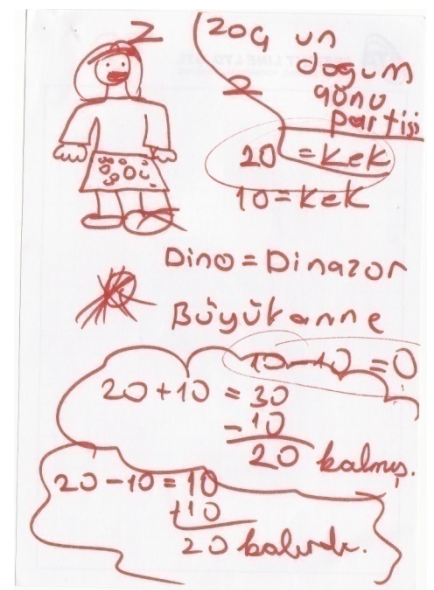 Zoç un
doğum
günü
partisi
20 = kek
10 = kek
Dino = Dinazor
Büyükanne
10-10 = 0
20 + 10 = 30
- 10
20 kalmış.
20 - 10 = 10
+10
20 kalırdı.